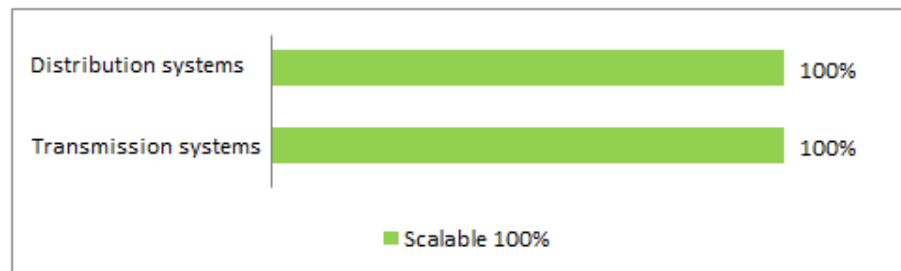 Distribution systems
100%
Transmission systems
100%
Scalable 100%